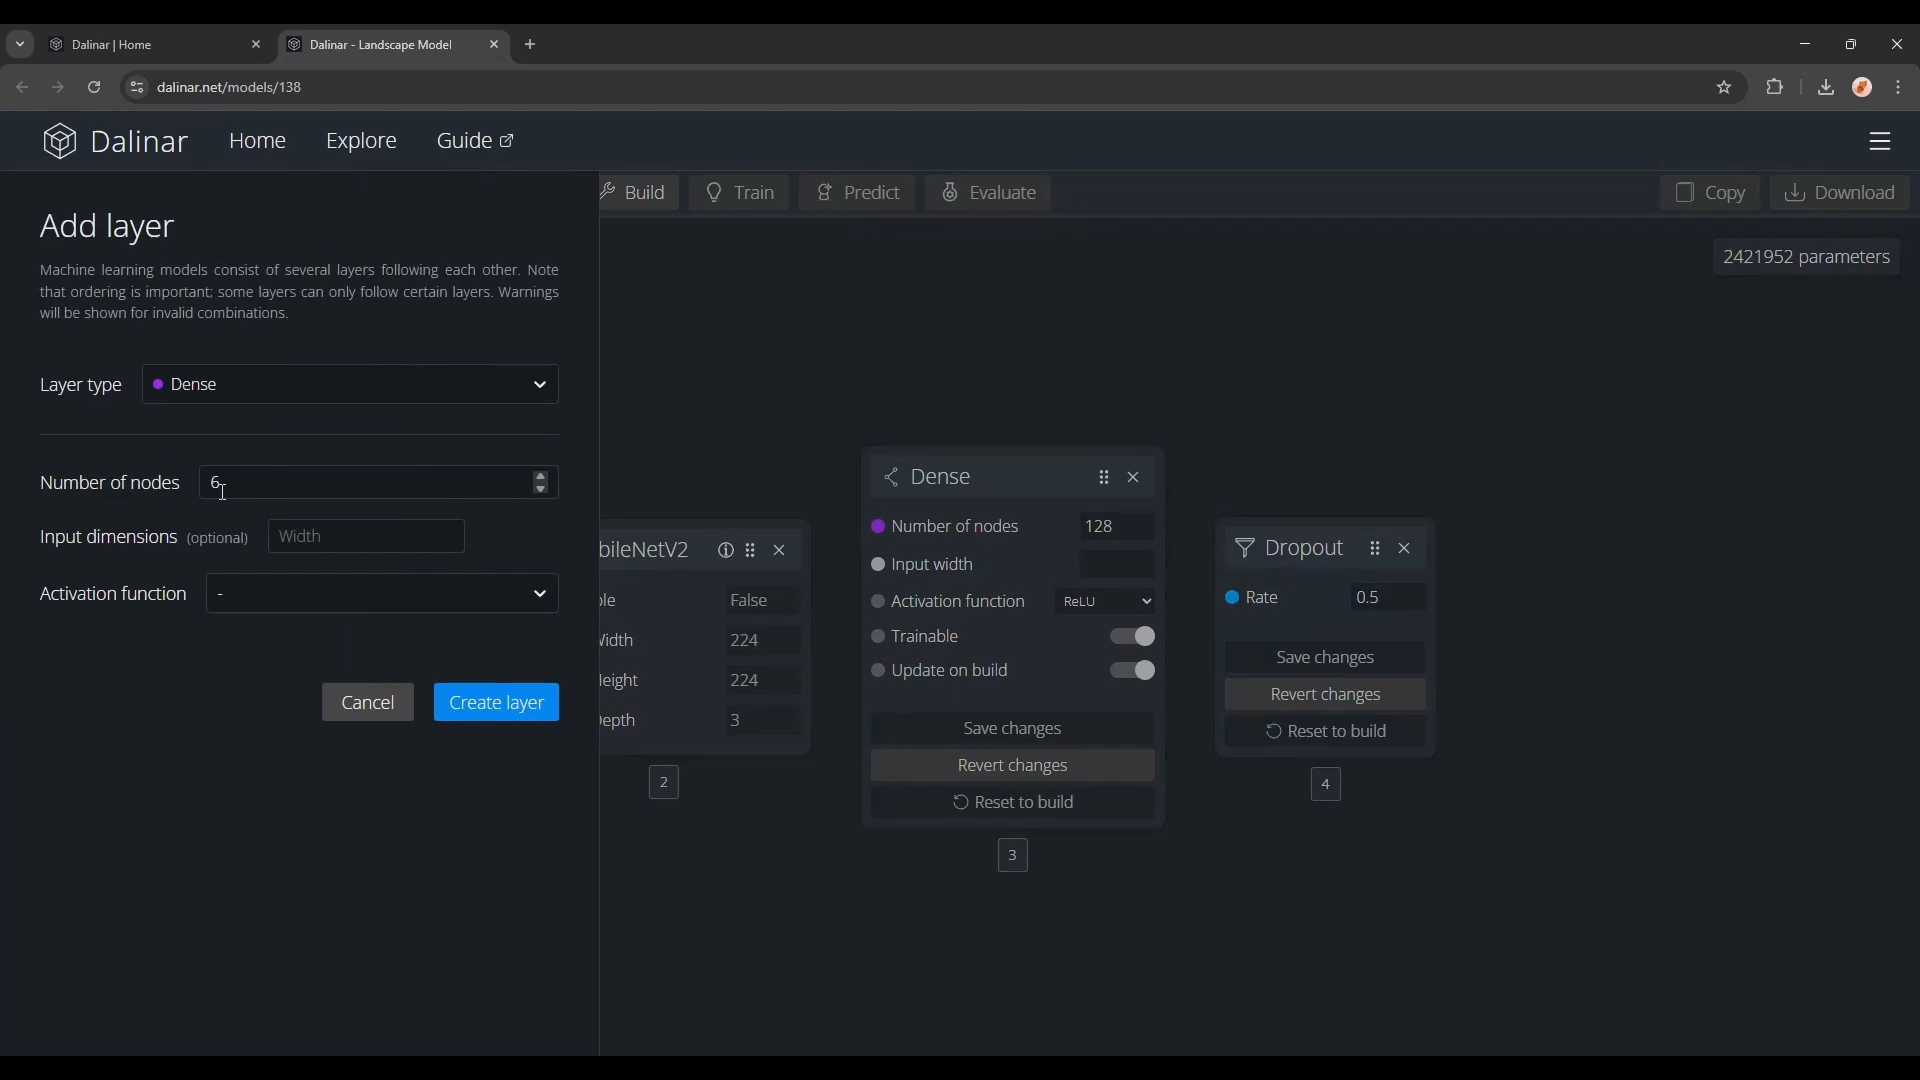 Dalinar | Home
Dalinar - Landscape Model
dalinar.net/models/138
Dalinar
Home
Explore
Guide
Build
Train
Predict
Evaluate
Copy
Download
2421952 parameters
Add layer
Machine learning models consist of several layers following each other. Note
that ordering is important; some layers can only follow certain layers. Warnings
will be shown for invalid combinations.
Layer type
Dense
Number of nodes
6
Input dimensions (optional)
Width
Activation function
-
Cancel
Create layer
bileNetV2
ble
False
Width
224
Height
224
Depth
3
2
Dense
Number of nodes
128
Input width
Activation function
ReLU
Trainable
Update on build
Save changes
Revert changes
Reset to build
3
Dropout
Rate
0.5
Save changes
Revert changes
Reset to build
4